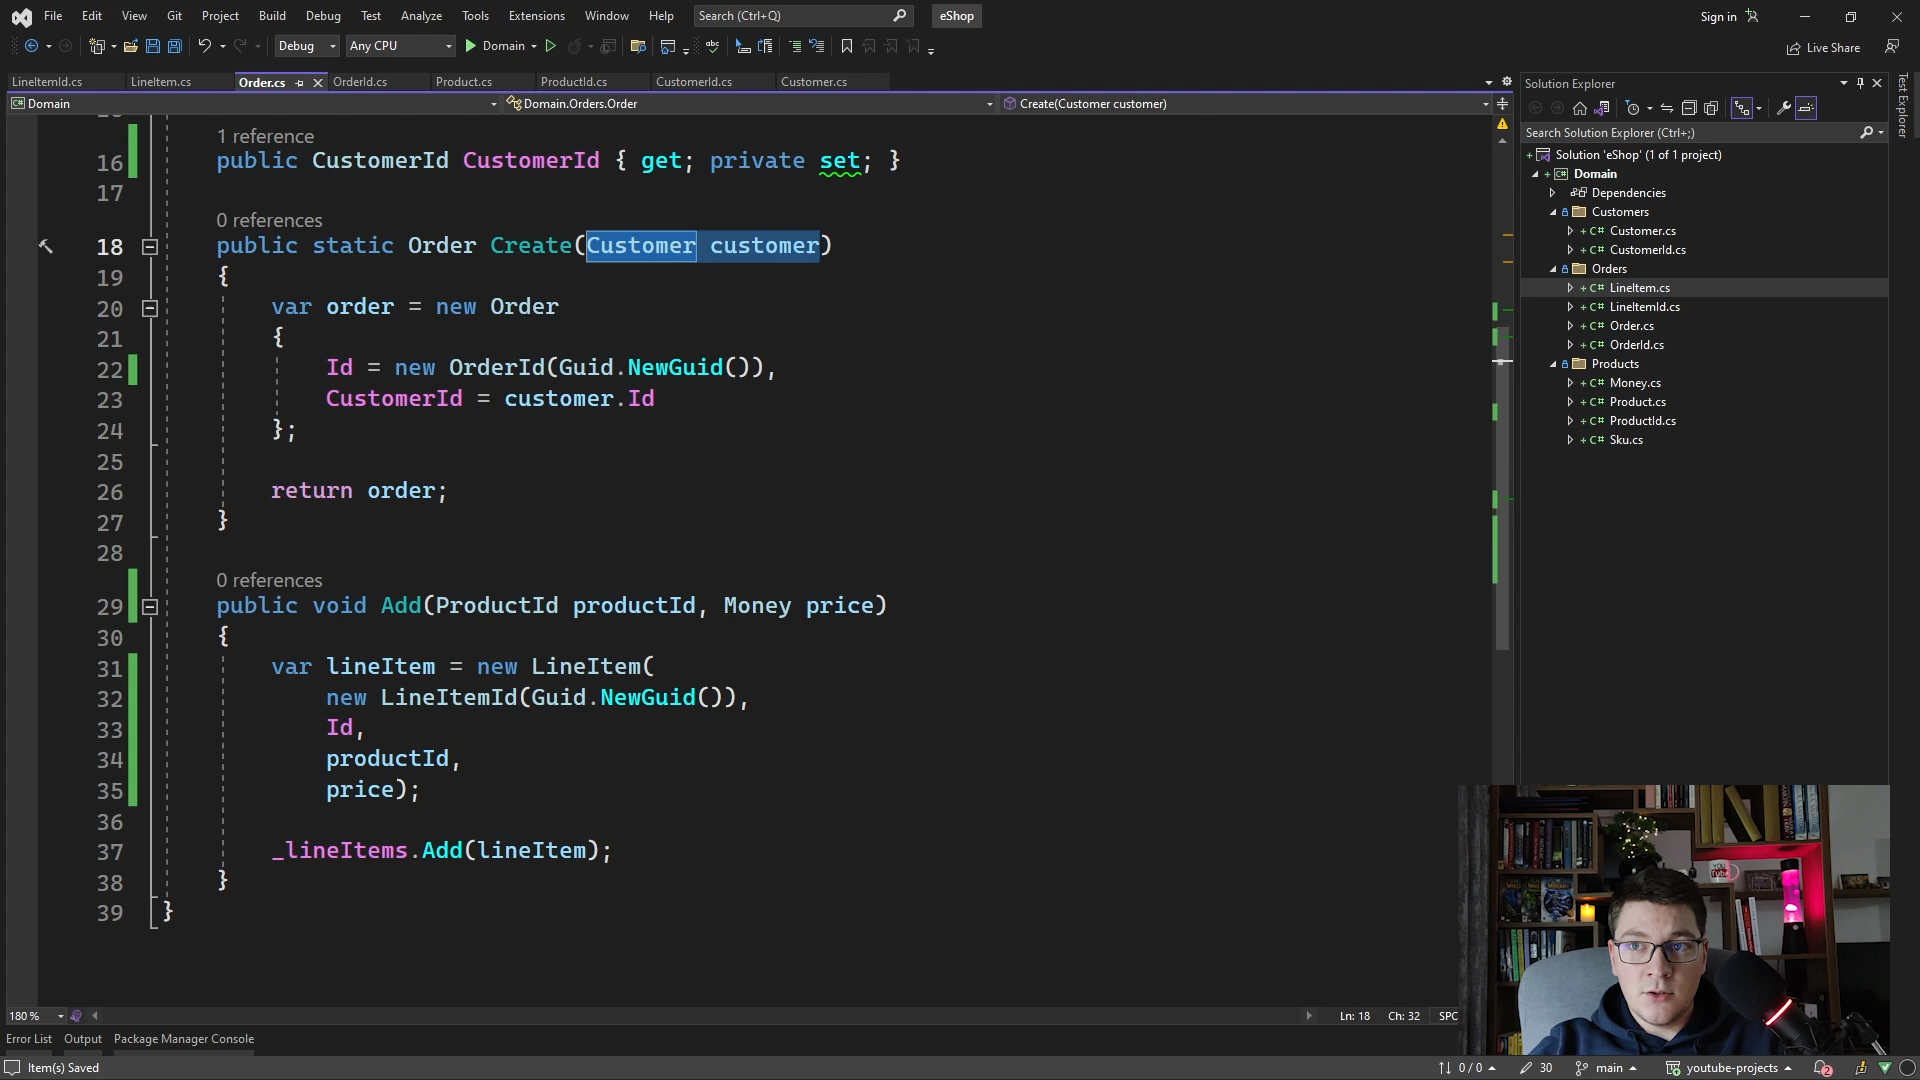 File Edit View Git Project Build Debug Test Analyze Tools Extensions Window Help Search (Ctrl+Q) eShop Sign in
Debug Any CPU Domain Live Share
LineItemId.cs LineItem.cs Order.cs OrderId.cs Product.cs ProductId.cs CustomerId.cs Customer.cs
Domain Domain.Orders.Order Create(Customer customer)
1 reference
16 public CustomerId CustomerId { get; private set; }
17
0 references
18 public static Order Create(Customer customer)
19 {
20 var order = new Order
21 {
22 Id = new OrderId(Guid.NewGuid()),
23 CustomerId = customer.Id
24 };
25
26 return order;
27 }
28
0 references
29 public void Add(ProductId productId, Money price)
30 {
31 var lineItem = new LineItem(
32 new LineItemId(Guid.NewGuid()),
33 Id,
34 productId,
35 price);
36
37 _lineItems.Add(lineItem);
38 }
39 }
180 % Ln: 18 Ch: 32 SPC
Error List Output Package Manager Console
Item(s) Saved 0 / 0 30 main youtube-projects 2
Solution Explorer
Search Solution Explorer (Ctrl+;)
Solution 'eShop' (1 of 1 project)
C# Domain
Dependencies
Customers
C# Customer.cs
C# CustomerId.cs
Orders
C# LineItem.cs
C# LineItemId.cs
C# Order.cs
C# OrderId.cs
Products
C# Money.cs
C# Product.cs
C# ProductId.cs
C# Sku.cs
Test Explorer
YOU
Tube